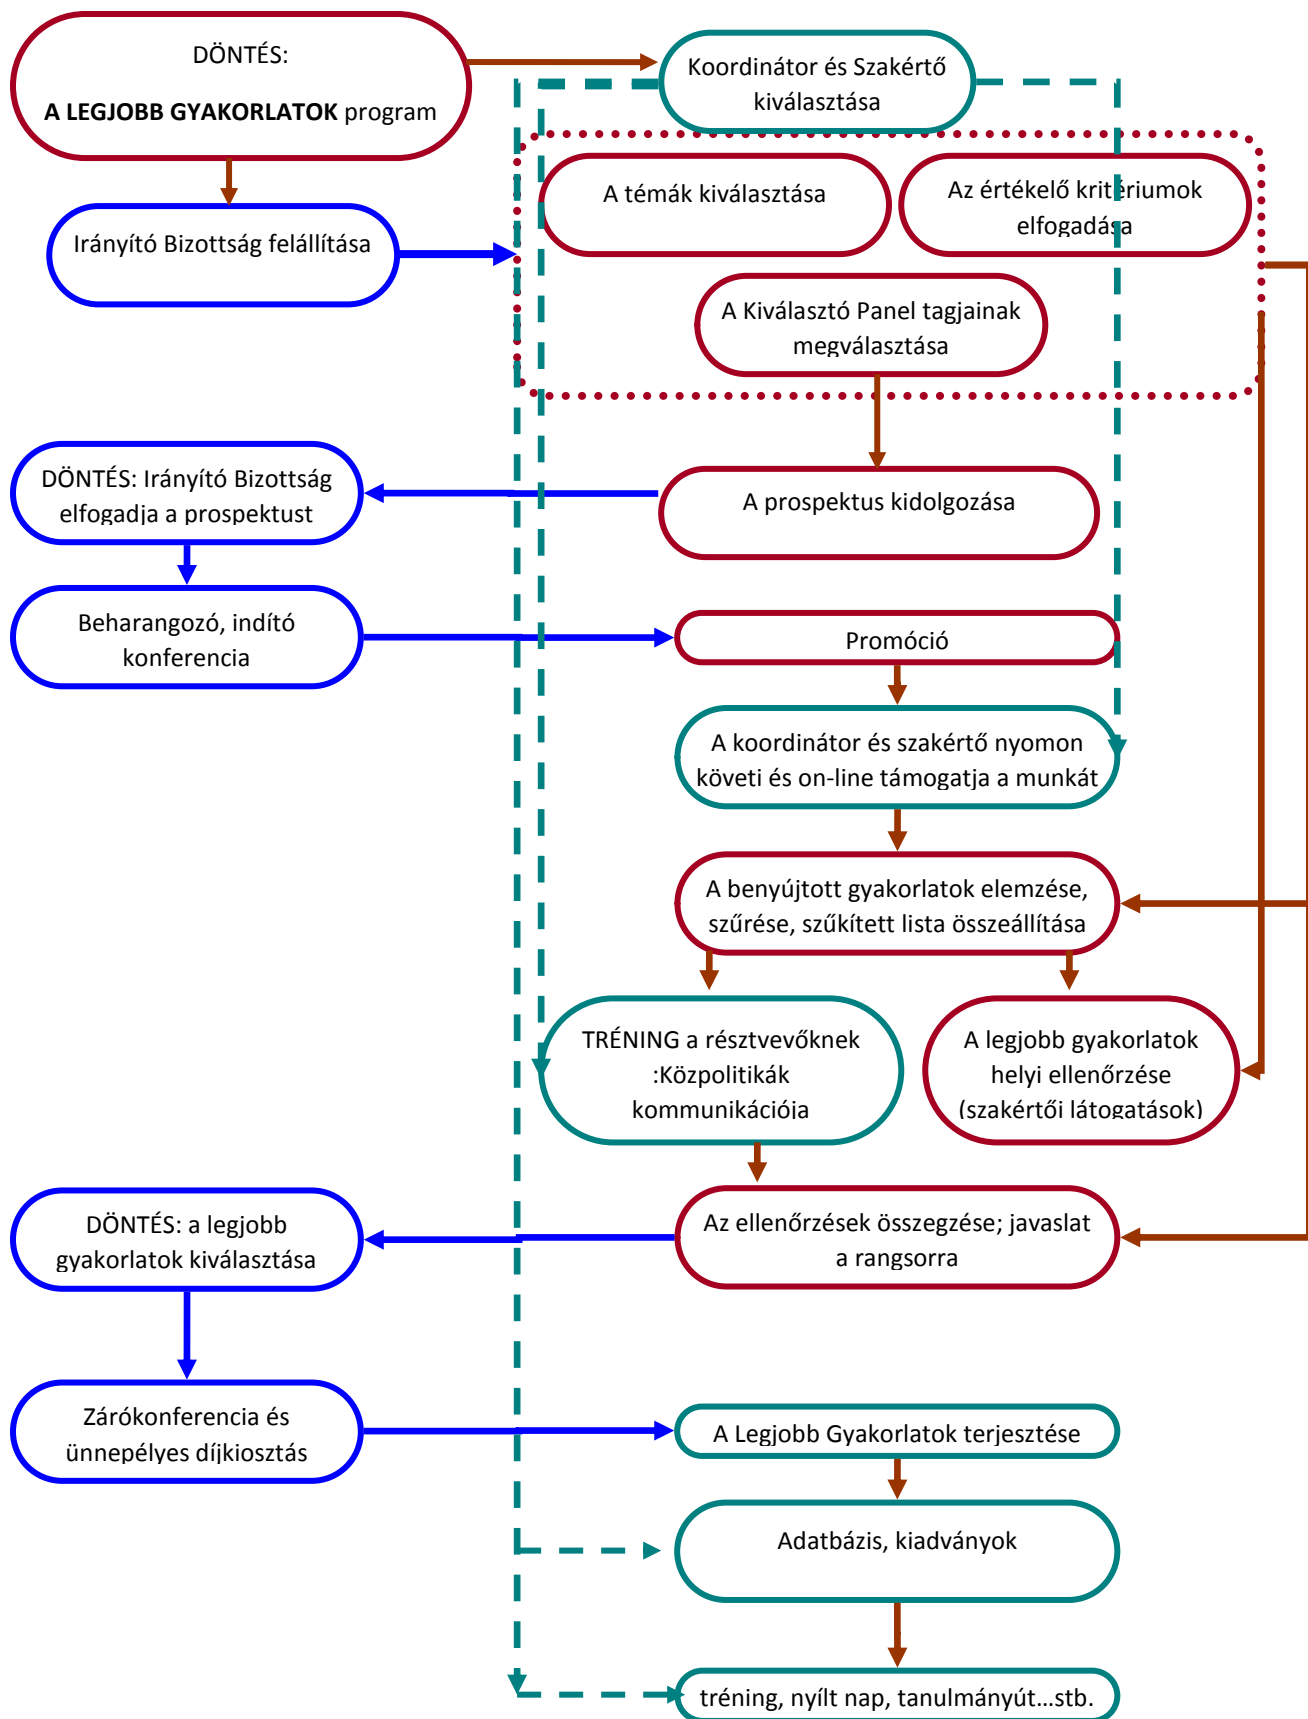 DÖNTÉS:
A LEGJOBB GYAKORLATOK program
Koordinátor és Szakértő
kiválasztása
A témák kiválasztása
Az értékelő kritériumok
elfogadása
Irányító Bizottság felállítása
A Kiválasztó Panel tagjainak
megválasztása
DÖNTÉS: Irányító Bizottság
elfogadja a prospektust
A prospektus kidolgozása
Beharangozó, indító
konferencia
Promóció
A koordinátor és szakértő nyomon
követi és on-line támogatja a munkát
A benyújtott gyakorlatok elemzése,
szűrése, szűkített lista összeállítása
TRÉNING a résztvevőknek
:Közpolitikák
kommunikációja
A legjobb gyakorlatok
helyi ellenőrzése
(szakértői látogatások)
DÖNTÉS: a legjobb
gyakorlatok kiválasztása
Az ellenőrzések összegzése; javaslat
a rangsorra
Zárókonferencia és
ünnepélyes díjkiosztás
A Legjobb Gyakorlatok terjesztése
Adatbázis, kiadványok
tréning, nyílt nap, tanulmányút...stb.